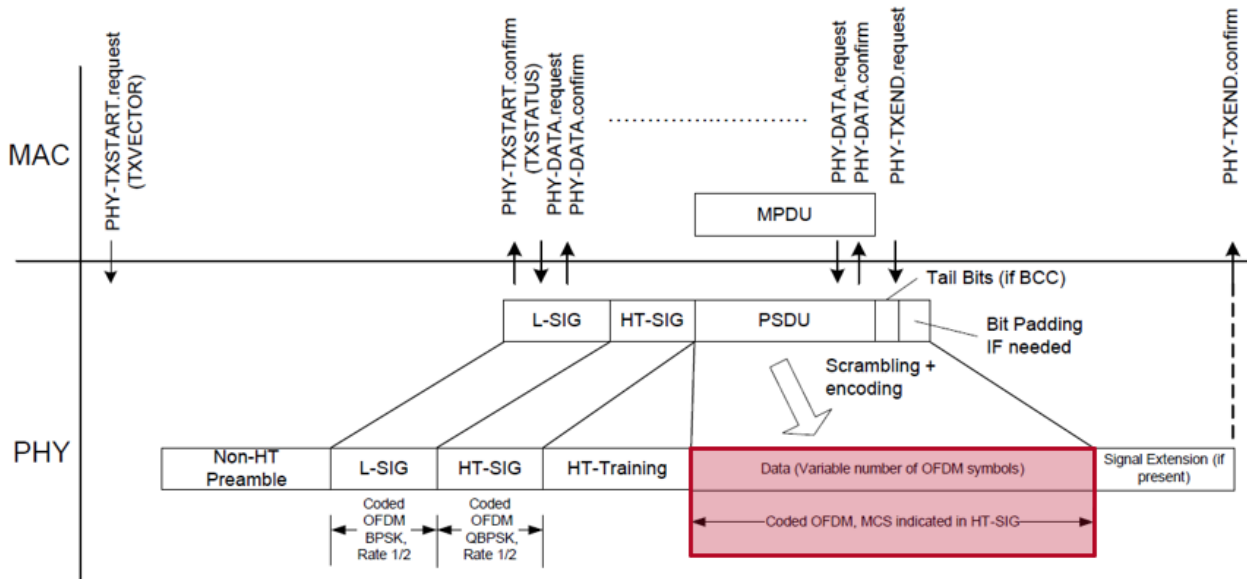 MAC
PHY-TXSTART.request
(TXVECTOR)
PHY-TXSTART.confirm
(TXSTATUS)
PHY-DATA.request
PHY-DATA.confirm
PHY-DATA.request
PHY-DATA.confirm
PHY-TXEND.request
PHY-TXEND.confirm
MPDU
Tail Bits (if BCC)
L-SIG
HT-SIG
PSDU
Bit Padding
IF needed
Scrambling +
encoding
PHY
Non-HT
Preamble
L-SIG
HT-SIG
HT-Training
Data (Variable number of OFDM symbols)
Signal Extension (if
present)
Coded
OFDM
BPSK,
Rate 1/2
Coded
OFDM
QBPSK,
Rate 1/2
Coded OFDM, MCS indicated in HT-SIG